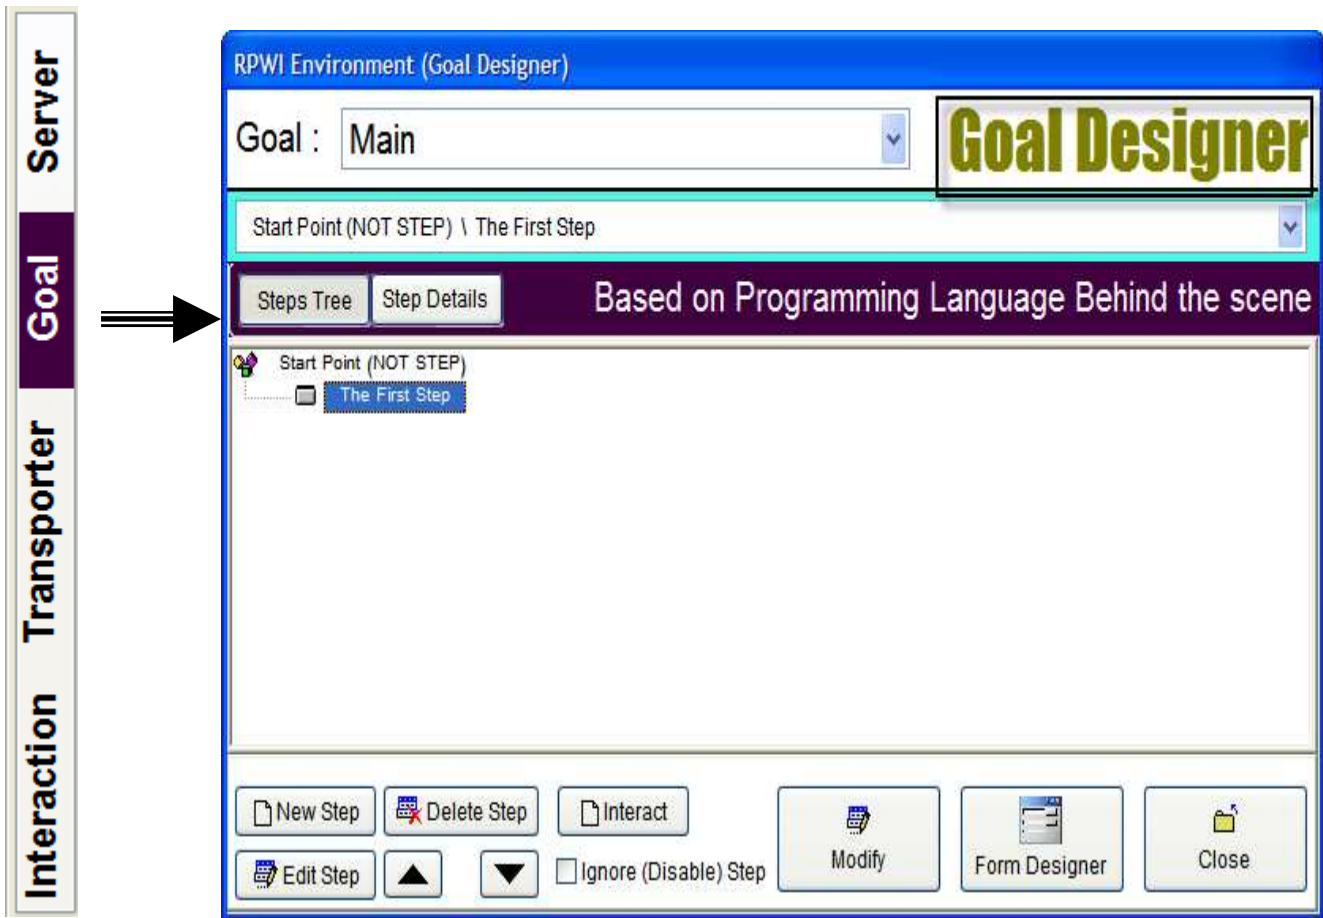 Server
Goal
Transporter
Interaction
RPWI Environment (Goal Designer)
Goal : Main
Goal Designer
Start Point (NOT STEP) \ The First Step
Steps Tree Step Details Based on Programming Language Behind the scene
Start Point (NOT STEP)
The First Step
New Step Delete Step Interact
Edit Step Ignore (Disable) Step
Modify Form Designer Close